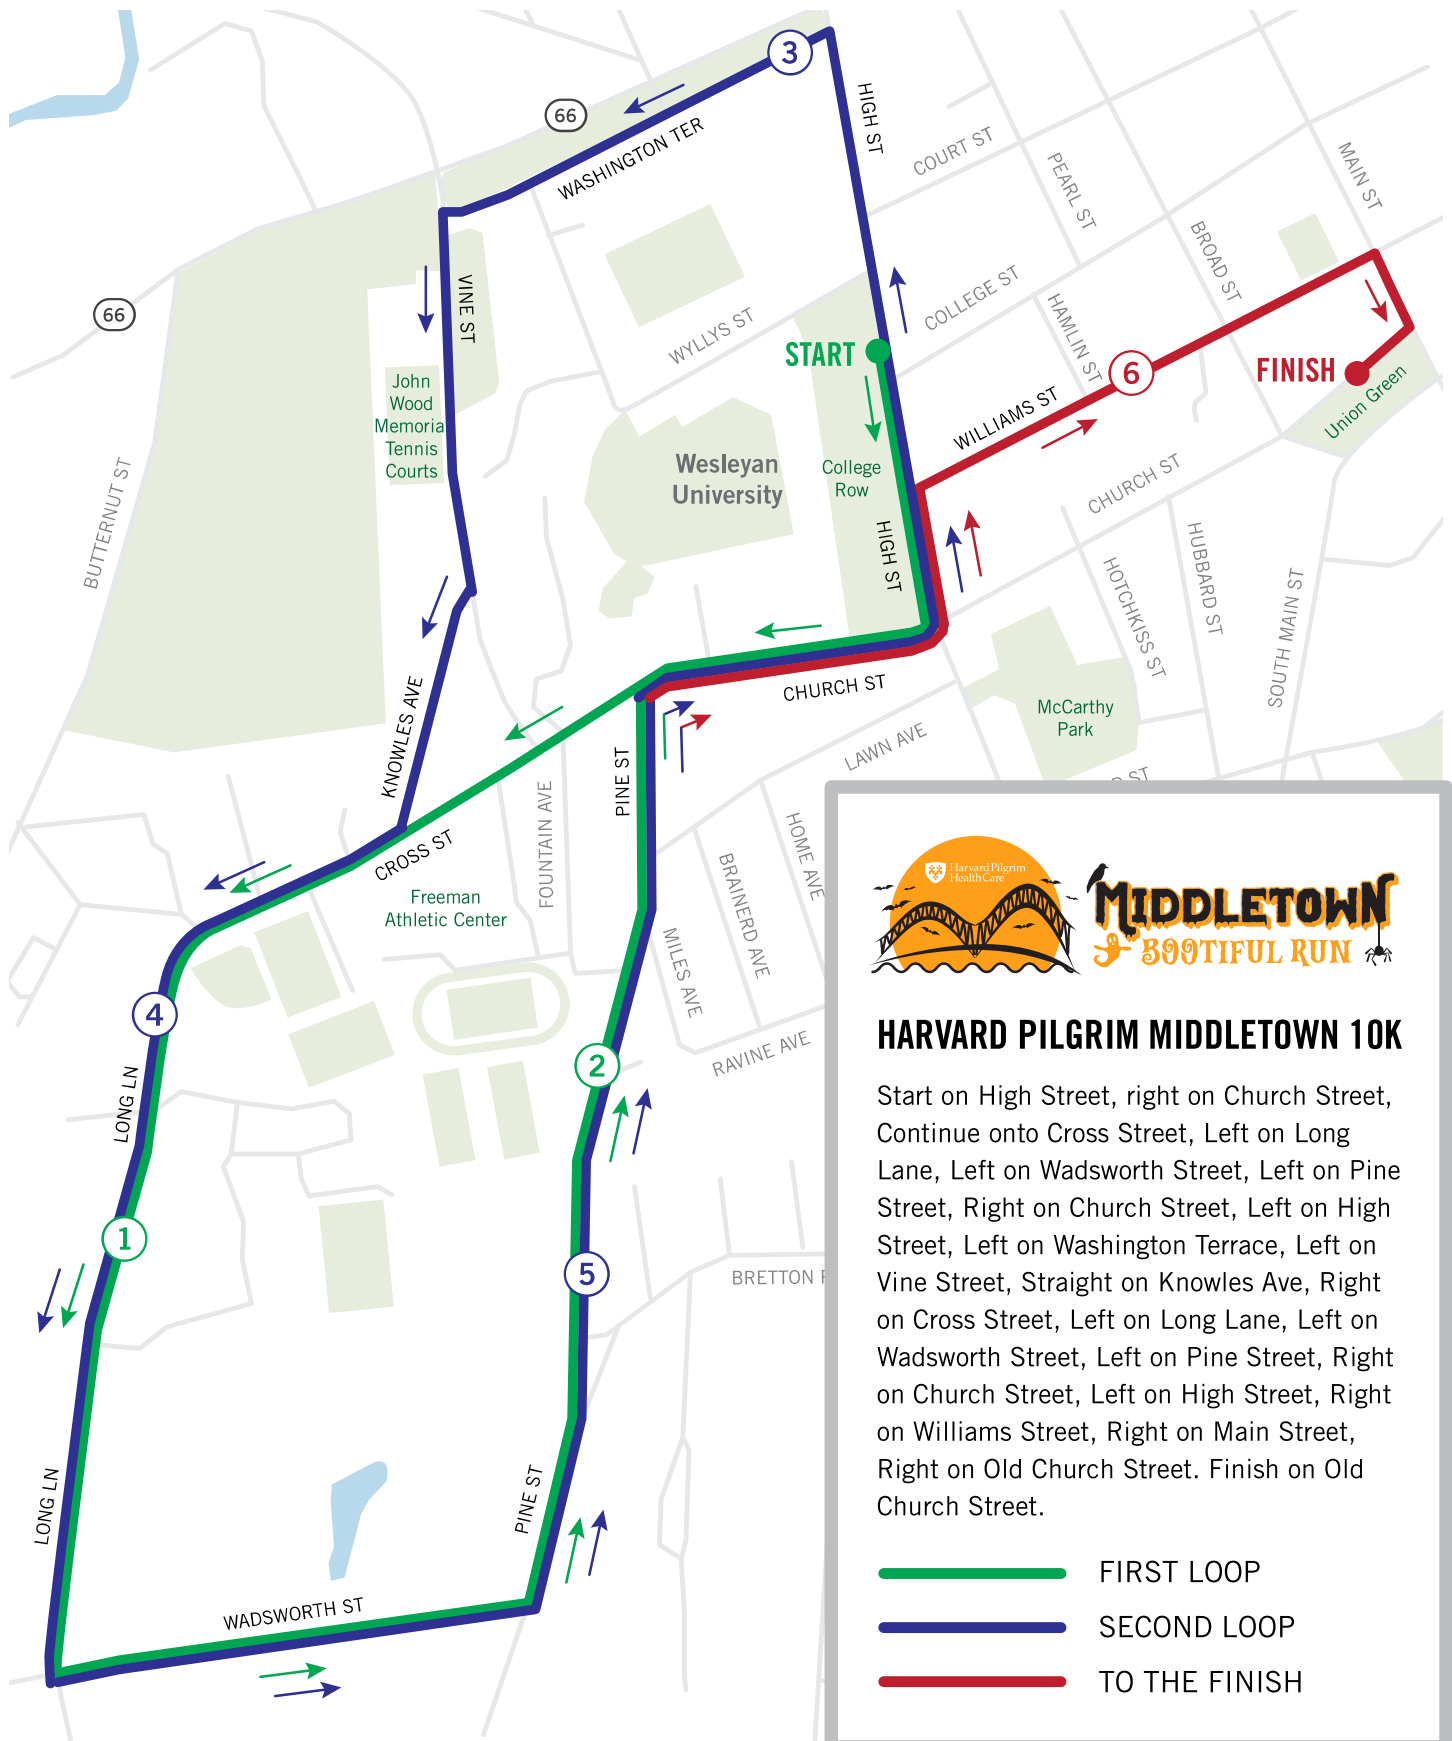 3
HIGH ST
66
WASHINGTON TER
COURT ST
PEARL ST
MAIN ST
BROAD ST
VINE ST
66
WYLLYS ST
COLLEGE ST
HAMLIN ST
START
6
FINISH
Union Green
John
Wood
Memoria
Tennis
Courts
WILLIAMS ST
Wesleyan
University
College
Row
HIGH ST
CHURCH ST
BUTTERNUT ST
HOTCHKISS ST
HUBBARD ST
SOUTH MAIN ST
CHURCH ST
McCarthy
Park
KNOWLES AVE
PINE ST
LAWN AVE
D ST
CROSS ST
FOUNTAIN AVE
HOME AVE
BRAINERD AVE
MILES AVE
Freeman
Athletic Center
4
2
RAVINE AVE
LONG LN
1
5
BRETTON
LONG LN
PINE ST
WADSWORTH ST
Harvard Pilgrim
HealthCare
MIDDLETOWN
BOOTIFUL RUN
HARVARD PILGRIM MIDDLETOWN 10K
Start on High Street, right on Church Street,
Continue onto Cross Street, Left on Long
Lane, Left on Wadsworth Street, Left on Pine
Street, Right on Church Street, Left on High
Street, Left on Washington Terrace, Left on
Vine Street, Straight on Knowles Ave, Right
on Cross Street, Left on Long Lane, Left on
Wadsworth Street, Left on Pine Street, Right
on Church Street, Left on High Street, Right
on Williams Street, Right on Main Street,
Right on Old Church Street. Finish on Old
Church Street.
FIRST LOOP
SECOND LOOP
TO THE FINISH